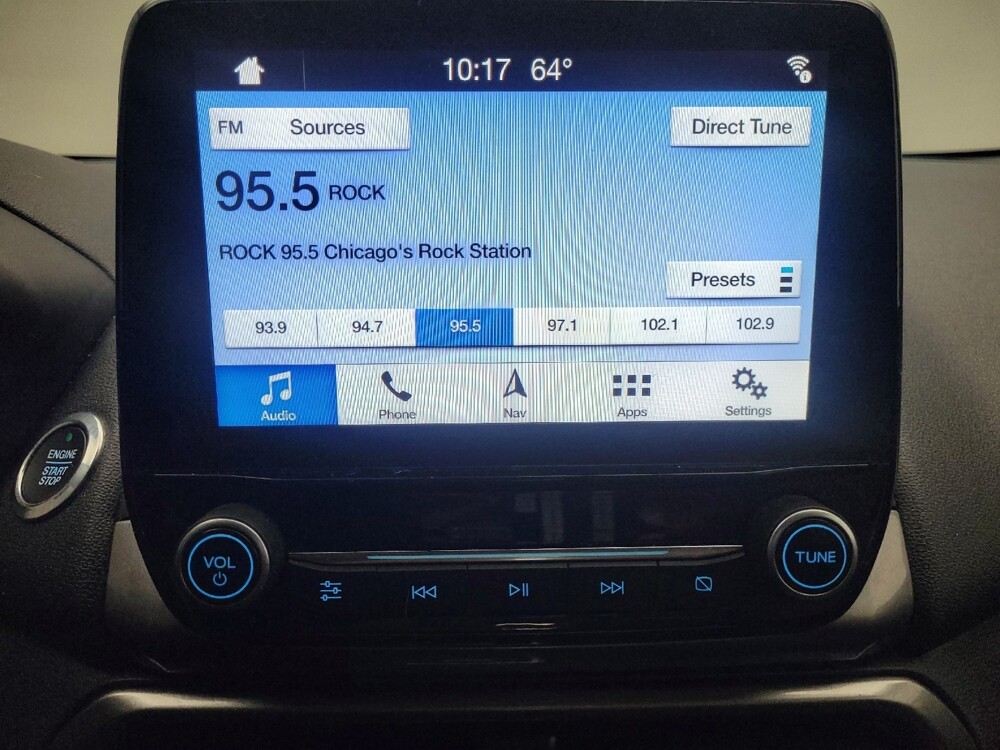 10:17 64°
FM Sources
Direct Tune
95.5 ROCK
ROCK 95.5 Chicago's Rock Station
Presets
93.9 94.7 95.5 97.1 102.1 102.9
Audio Phone Nav Apps Settings
ENGINE
START
STOP
VOL
TUNE